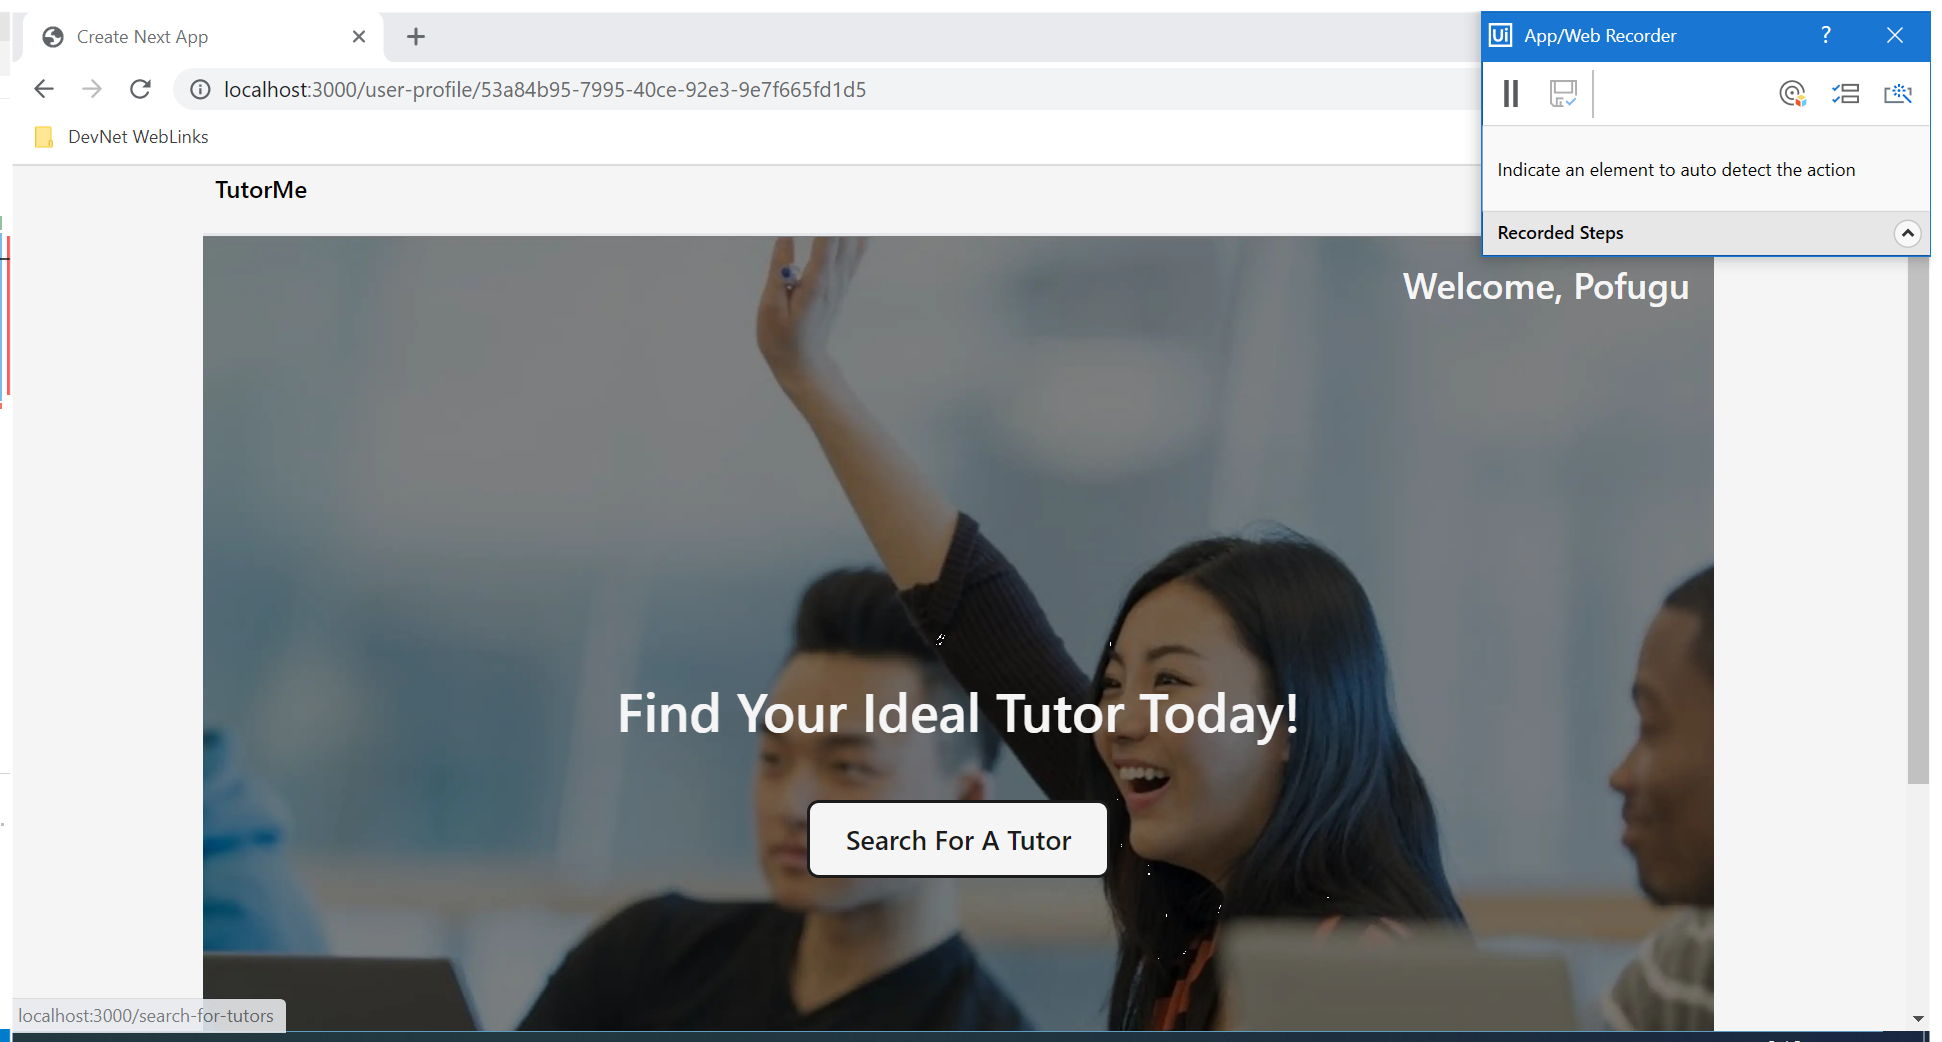 Create Next App
localhost:3000/user-profile/53a84b95-7995-40ce-92e3-9e7f665fd1d5
DevNet WebLinks
Ui App/Web Recorder ?
Indicate an element to auto detect the action
Recorded Steps
TutorMe
Welcome, Pofugu
Find Your Ideal Tutor Today!
Search For A Tutor
localhost:3000/search-for-tutors